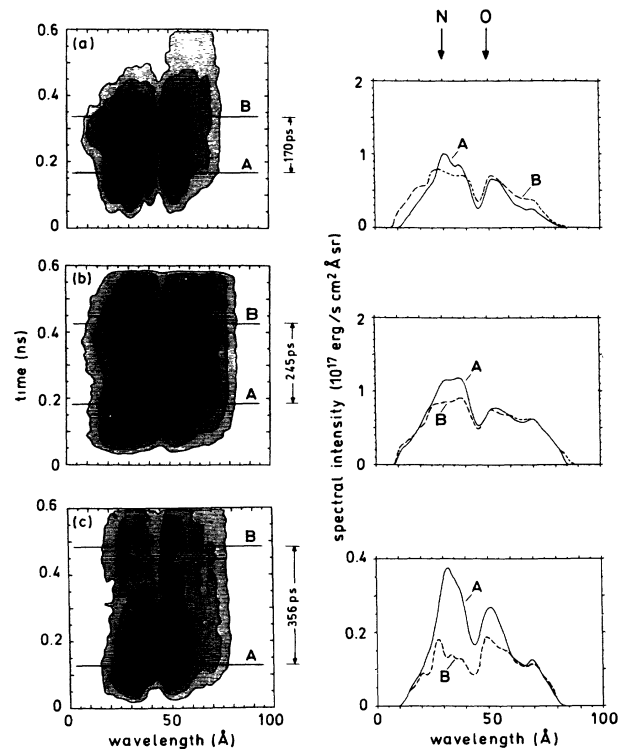 N O
(a)
0.6
0.4
0.2
0
B
A
170ps
2
1
0
A
B
(b)
0.6
0.4
0.2
0
B
A
245ps
2
1
0
A
B
time (ns)
spectral intensity (10¹⁷ erg/s cm² Å sr)
(c)
0.6
0.4
0.2
0
B
A
356ps
0.4
0.2
0
A
B
0 50 100
0 50 100
wavelength (Å)
wavelength (Å)